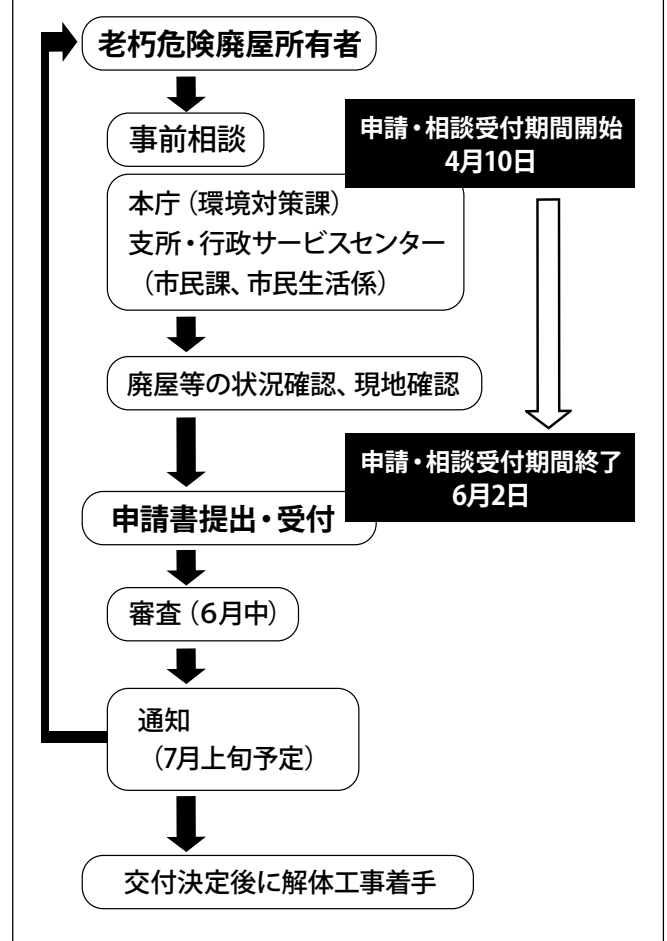 老朽危険廃屋所有者
事前相談
申請・相談受付期間開始
4月10日
本庁（環境対策課）
支所・行政サービスセンター
（市民課、市民生活係）
廃屋等の状況確認、現地確認
申請・相談受付期間終了
6月2日
申請書提出・受付
審査（6月中）
通知
（7月上旬予定）
交付決定後に解体工事着手